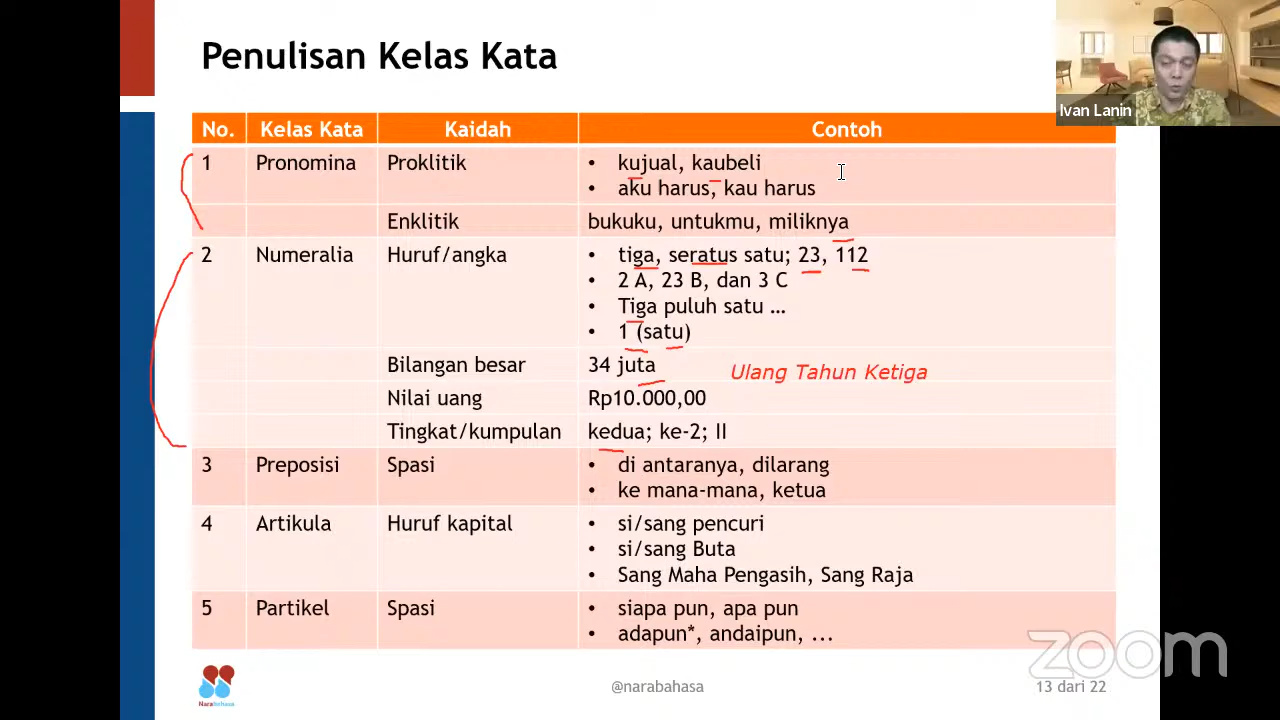 Penulisan Kelas Kata
Ivan Lanin
No. Kelas Kata Kaidah Contoh
1 Pronomina Proklitik • kujual, kaubeli
• aku harus, kau harus
Enklitik bukuku, untukmu, miliknya
2 Numeralia Huruf/angka • tiga, seratus satu; 23, 112
• 2 A, 23 B, dan 3 C
• Tiga puluh satu …
• 1 (satu)
Bilangan besar 34 juta
Ulang Tahun Ketiga
Nilai uang Rp10.000,00
Tingkat/kumpulan kedua; ke-2; II
3 Preposisi Spasi • di antaranya, dilarang
• ke mana-mana, ketua
4 Artikula Huruf kapital • si/sang pencuri
• si/sang Buta
• Sang Maha Pengasih, Sang Raja
5 Partikel Spasi • siapa pun, apa pun
• adapun*, andaipun, ...
zoom
Narabahasa
@narabahasa
13 dari 22